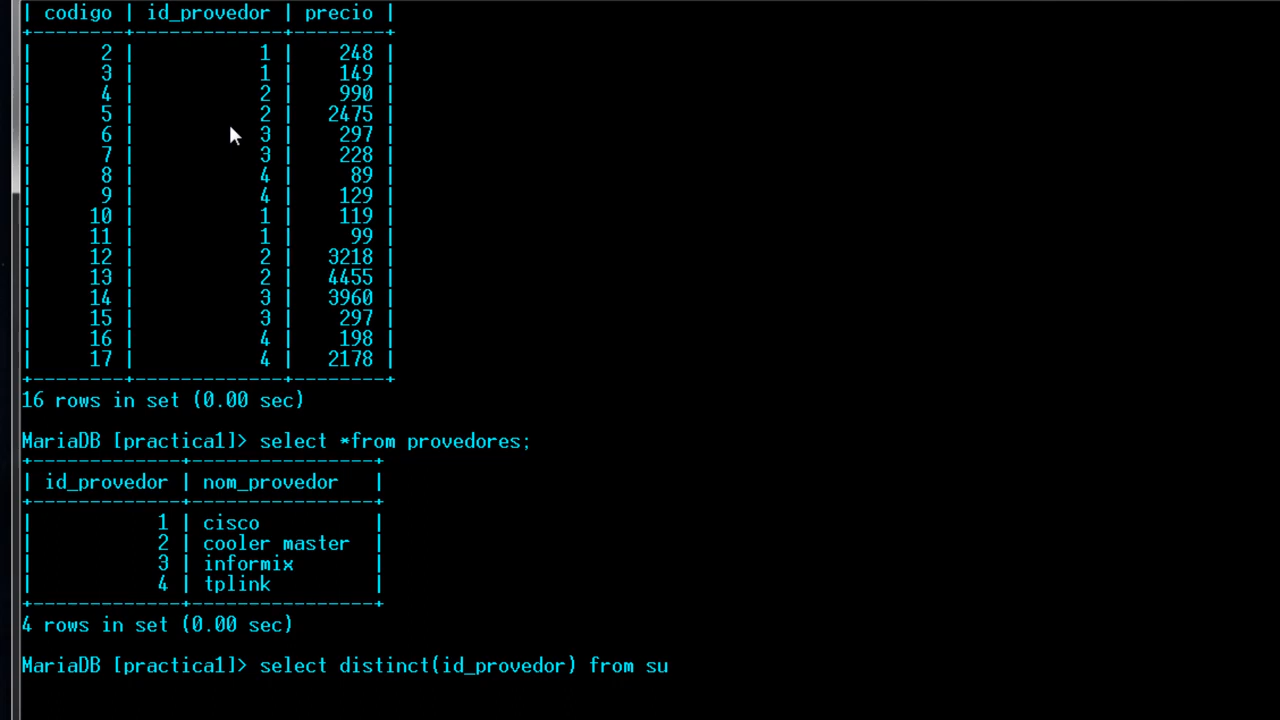 | codigo | id_provedor | precio |
+--------+-------------+--------+
| 2 | 1 | 248 |
| 3 | 1 | 149 |
| 4 | 2 | 990 |
| 5 | 2 | 2475 |
| 6 | 3 | 297 |
| 7 | 3 | 228 |
| 8 | 4 | 89 |
| 9 | 4 | 129 |
| 10 | 1 | 119 |
| 11 | 1 | 99 |
| 12 | 2 | 3218 |
| 13 | 2 | 4455 |
| 14 | 3 | 3960 |
| 15 | 3 | 297 |
| 16 | 4 | 198 |
| 17 | 4 | 2178 |
+--------+-------------+--------+
16 rows in set (0.00 sec)
MariaDB [practica1]> select *from provedores;
+-------------+----------------+
| id_provedor | nom_provedor |
+-------------+----------------+
| 1 | cisco |
| 2 | cooler master |
| 3 | informix |
| 4 | tplink |
+-------------+----------------+
4 rows in set (0.00 sec)
MariaDB [practica1]> select distinct(id_provedor) from su